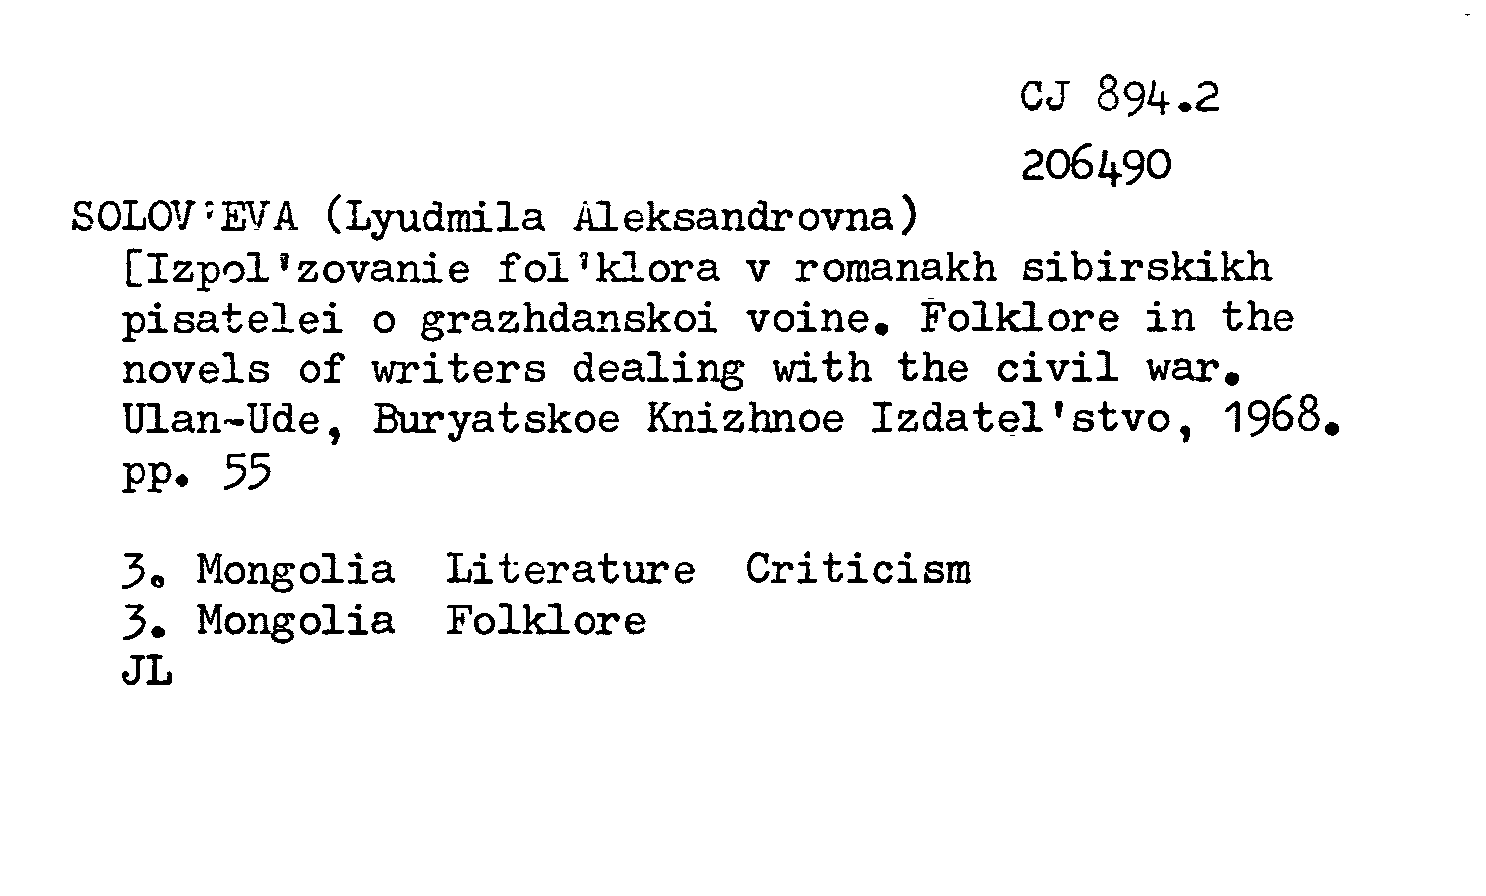 CJ 894.2
206490
SOLOV'EVA (Lyudmila Aleksandrovna)
[Izpol'zovanie fol'klora v romanakh sibirskikh
pisatelei o grazhdanskoi voine. Folklore in the
novels of writers dealing with the civil war.
Ulan-Ude, Buryatskoe Knizhnoe Izdatel'stvo, 1968.
pp. 55
3. Mongolia Literature Criticism
3. Mongolia Folklore
JL